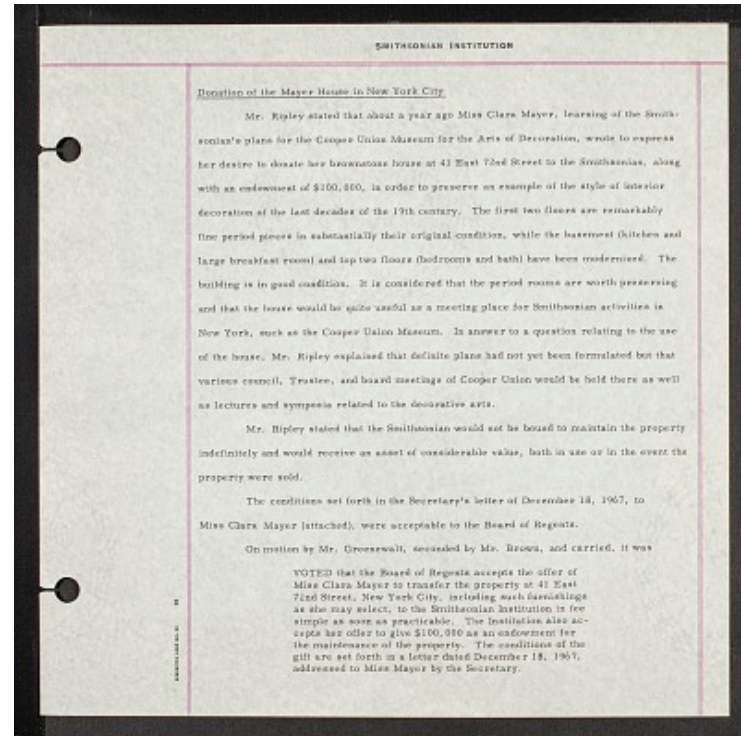 SMITHSONIAN INSTITUTION
Donation of the Mayer House in New York City
Mr. Ripley stated that about a year ago Miss Clara Mayer, learning of the Smith-
sonian's plans for the Cooper Union Museum for the Arts of Decoration, wrote to express
her desire to donate her brownstone house at 41 East 72nd Street to the Smithsonian, along
with an endowment of $100,000, in order to preserve an example of the style of interior
decoration of the last decades of the 19th century. The first two floors are remarkably
fine period pieces in substantially their original condition, while the basement (kitchen and
large breakfast room) and top two floors (bedrooms and bath) have been modernized. The
building is in good condition. It is considered that the period rooms are worth preserving
and that the house would be quite useful as a meeting place for Smithsonian activities in
New York, such as the Cooper Union Museum. In answer to a question relating to the use
of the house, Mr. Ripley explained that definite plans had not yet been formulated but that
various council, Trustee, and board meetings of Cooper Union would be held there as well
as lectures and symposia related to the decorative arts.
Mr. Ripley stated that the Smithsonian would not be bound to maintain the property
indefinitely and would receive an asset of considerable value, both in use or in the event the
property were sold.
The conditions set forth in the Secretary's letter of December 18, 1967, to
Miss Clara Mayer (attached), were acceptable to the Board of Regents.
On motion by Mr. Greenewalt, seconded by Mr. Brown, and carried, it was
VOTED that the Board of Regents accepts the offer of
Miss Clara Mayer to transfer the property at 41 East
72nd Street, New York City, including such furnishings
as she may select, to the Smithsonian Institution in fee
simple as soon as practicable. The Institution also ac-
cepts her offer to give $100,000 as an endowment for
the maintenance of the property. The conditions of the
gift are set forth in a letter dated December 18, 1967,
addressed to Miss Mayer by the Secretary.